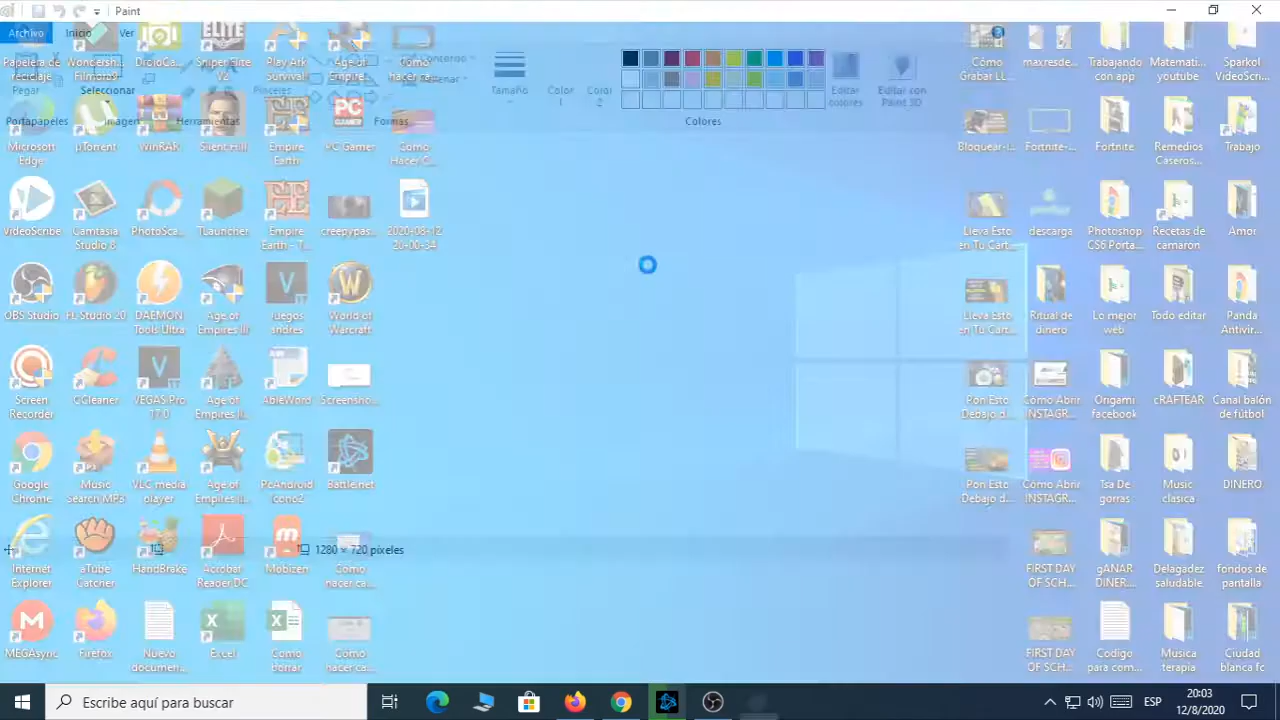 Paint
Archivo Inicio Ver
Pegar
Seleccionar
Pinceles
Contorno
Tamaño
Color
1
Color
2
Editar
colores
Editar con
Paint 3D
Portapapeles
Imagen
Herramientas
Formas
Colores
Papelera de
reciclaje
Sniper Elite
V2
Play Ark
Survival...
Age of
Empire...
Como
hacer ca...
Cómo
Grabar LL...
maxresde...
Trabajando
con app
Matemati...
youtube
Sparkol
VideoScri...
Microsoft
Edge
µTorrent
WinRAR
Silent Hill
Empire
Earth
PC Gamer
Como
Hacer C...
Bloquear-i...
Fortnite-...
Fortnite
Remedios
Caseros...
Trabajo
VideoScribe
Camtasia
Studio 8
PhotoSca...
TLauncher
Empire
Earth - T...
creepypas...
2020-08-12
20-00-34
Lleva Esto
en Tu Cart...
descarga
Photoshop
CS6 Porta...
Recetas de
camaron
Amor
OBS Studio
FL Studio 20
DAEMON
Tools Ultra
Age of
Empires III
juegos
andres
World of
Warcraft
Lleva Esto
en Tu Cart...
Ritual de
dinero
Lo mejor
web
Todo editar
Panda
Antivir...
Screen
Recorder
CCleaner
VEGAS Pro
17.0
Age of
Empires II...
AbleWord
Screensho...
Pon Esto
Debajo d...
Cómo Abrir
INSTAGR...
Origami
facebook
cRAFTEAR
Canal balón
de fútbol
Google
Chrome
Music
Search MP3
VLC media
player
Age of
Empires II...
PcAndroid
icono2
Battle.net
Pon Esto
Debajo d...
Cómo Abrir
INSTAGR...
Tsa De
gorras
Music
clasica
DINERO
1280 × 720 píxeles
Internet
Explorer
aTube
Catcher
HandBrake
Acrobat
Reader DC
Mobizen
Como
hacer ca...
FIRST DAY
OF SCH...
gANAR
DINER...
Delagadez
saludable
fondos de
pantalla
MEGAsync
Firefox
Nuevo
documen...
Excel
Como
borrar
Cómo
hacer ca...
FIRST DAY
OF SCH...
Codigo
para com...
Musica
terapia
Ciudad
blanca fc
Escribe aquí para buscar
ESP
20:03
12/8/2020